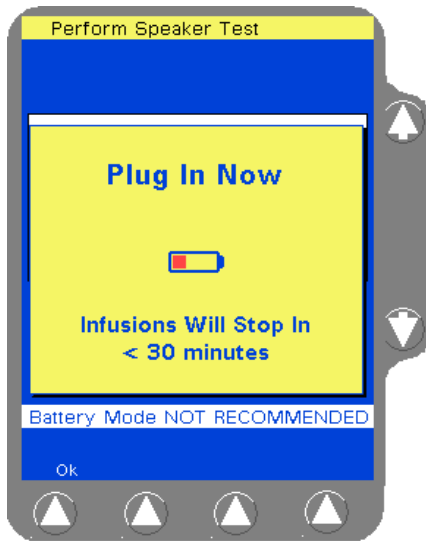 Perform Speaker Test
Plug In Now
Infusions Will Stop In
< 30 minutes
Battery Mode NOT RECOMMENDED
Ok